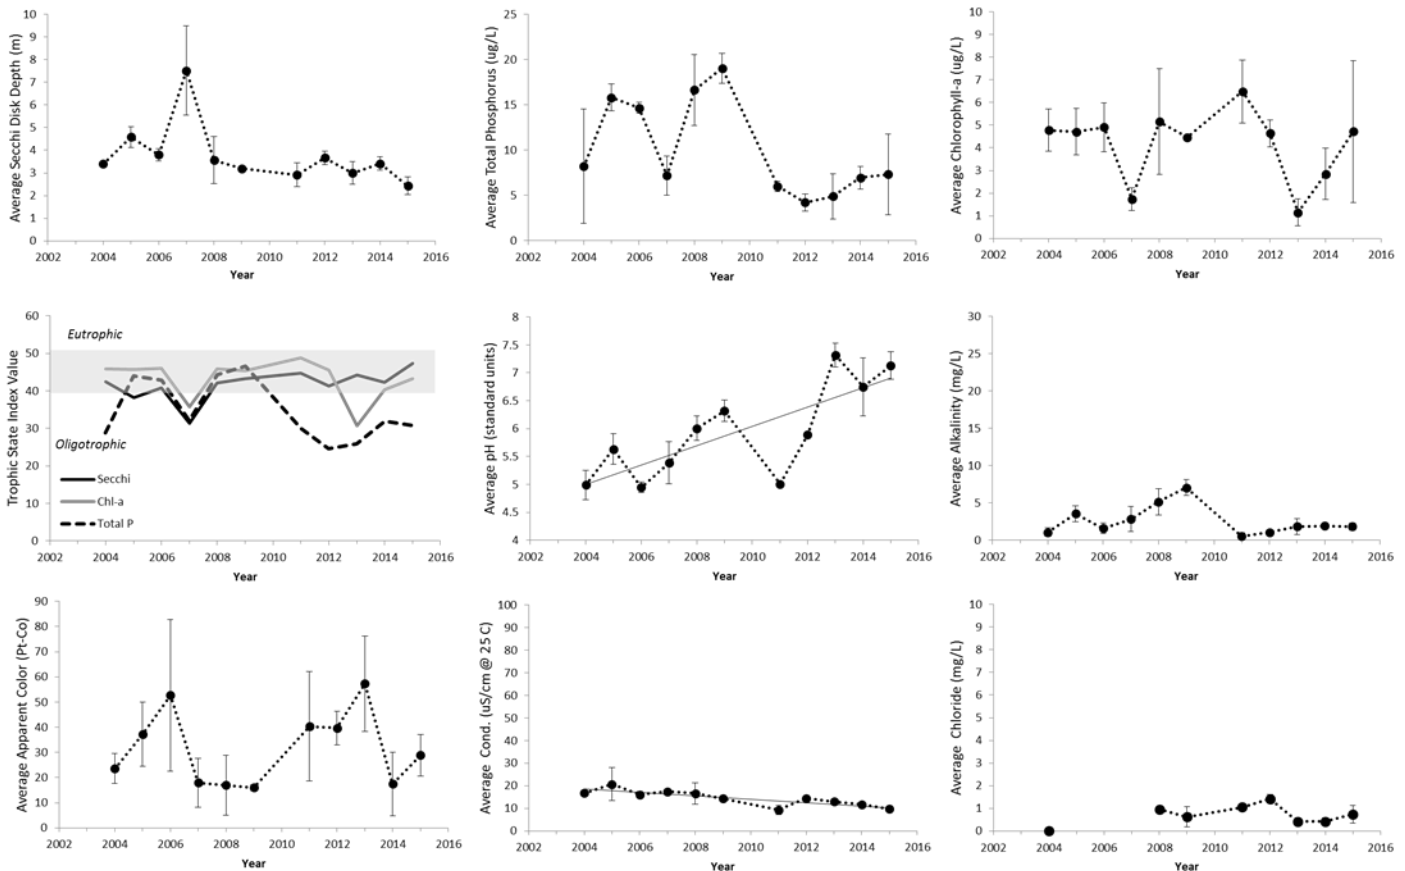 Average Secchi Disk Depth (m)
10
9
8
7
6
5
4
3
2
1
0
2002 2004 2006 2008 2010 2012 2014 2016
Year
Average Total Phosphorus (ug/L)
25
20
15
10
5
0
2002 2004 2006 2008 2010 2012 2014 2016
Year
Average Chlorophyll-a (ug/L)
10
9
8
7
6
5
4
3
2
1
0
2002 2004 2006 2008 2010 2012 2014 2016
Year
Trophic State Index Value
60
50
40
30
20
10
0
Eutrophic
Oligotrophic
Secchi
Chl-a
Total P
2002 2004 2006 2008 2010 2012 2014 2016
Year
Average pH (standard units)
8
7.5
7
6.5
6
5.5
5
4.5
4
2002 2004 2006 2008 2010 2012 2014 2016
Year
Average Alkalinity (mg/L)
30
25
20
15
10
5
0
2002 2004 2006 2008 2010 2012 2014 2016
Year
Average Apparent Color (Pt-Co)
90
80
70
60
50
40
30
20
10
0
2002 2004 2006 2008 2010 2012 2014 2016
Year
Average Cond. (uS/cm @ 25 C)
100
90
80
70
60
50
40
30
20
10
0
2002 2004 2006 2008 2010 2012 2014 2016
Year
Average Chloride (mg/L)
10
9
8
7
6
5
4
3
2
1
0
2002 2004 2006 2008 2010 2012 2014 2016
Year